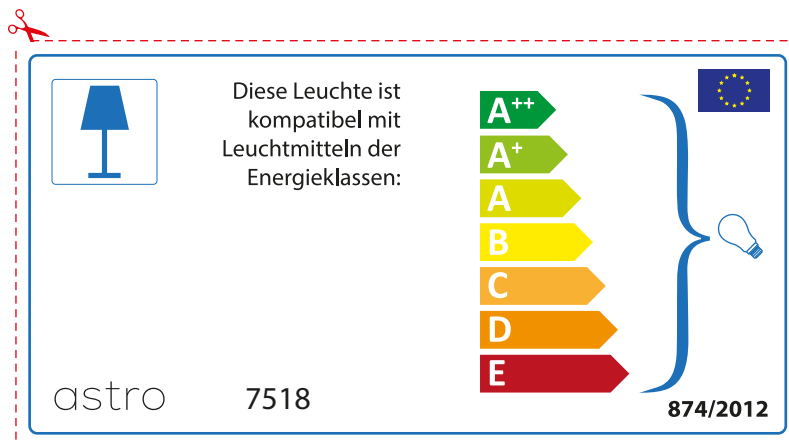 Diese Leuchte ist
kompatibel mit
Leuchtmitteln der
Energieklassen:
A++
A+
A
B
C
D
E
astro
7518
874/2012